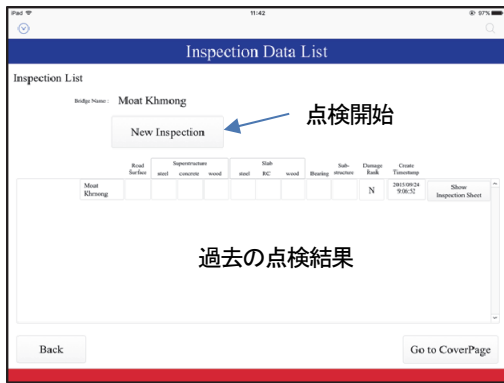 iPad
11:42
97%
Inspection Data List
Inspection List
Bridge Name : Moat Khmong
New Inspection
点検開始
Road Surface
Superstructure
steel concrete wood
Slab
steel RC wood
Bearing
Sub-structure
Damage Rank
Create Timestamp
Moat Khmong
N
2015/09/24 9:06:52
Show Inspection Sheet
過去の点検結果
Back
Go to CoverPage